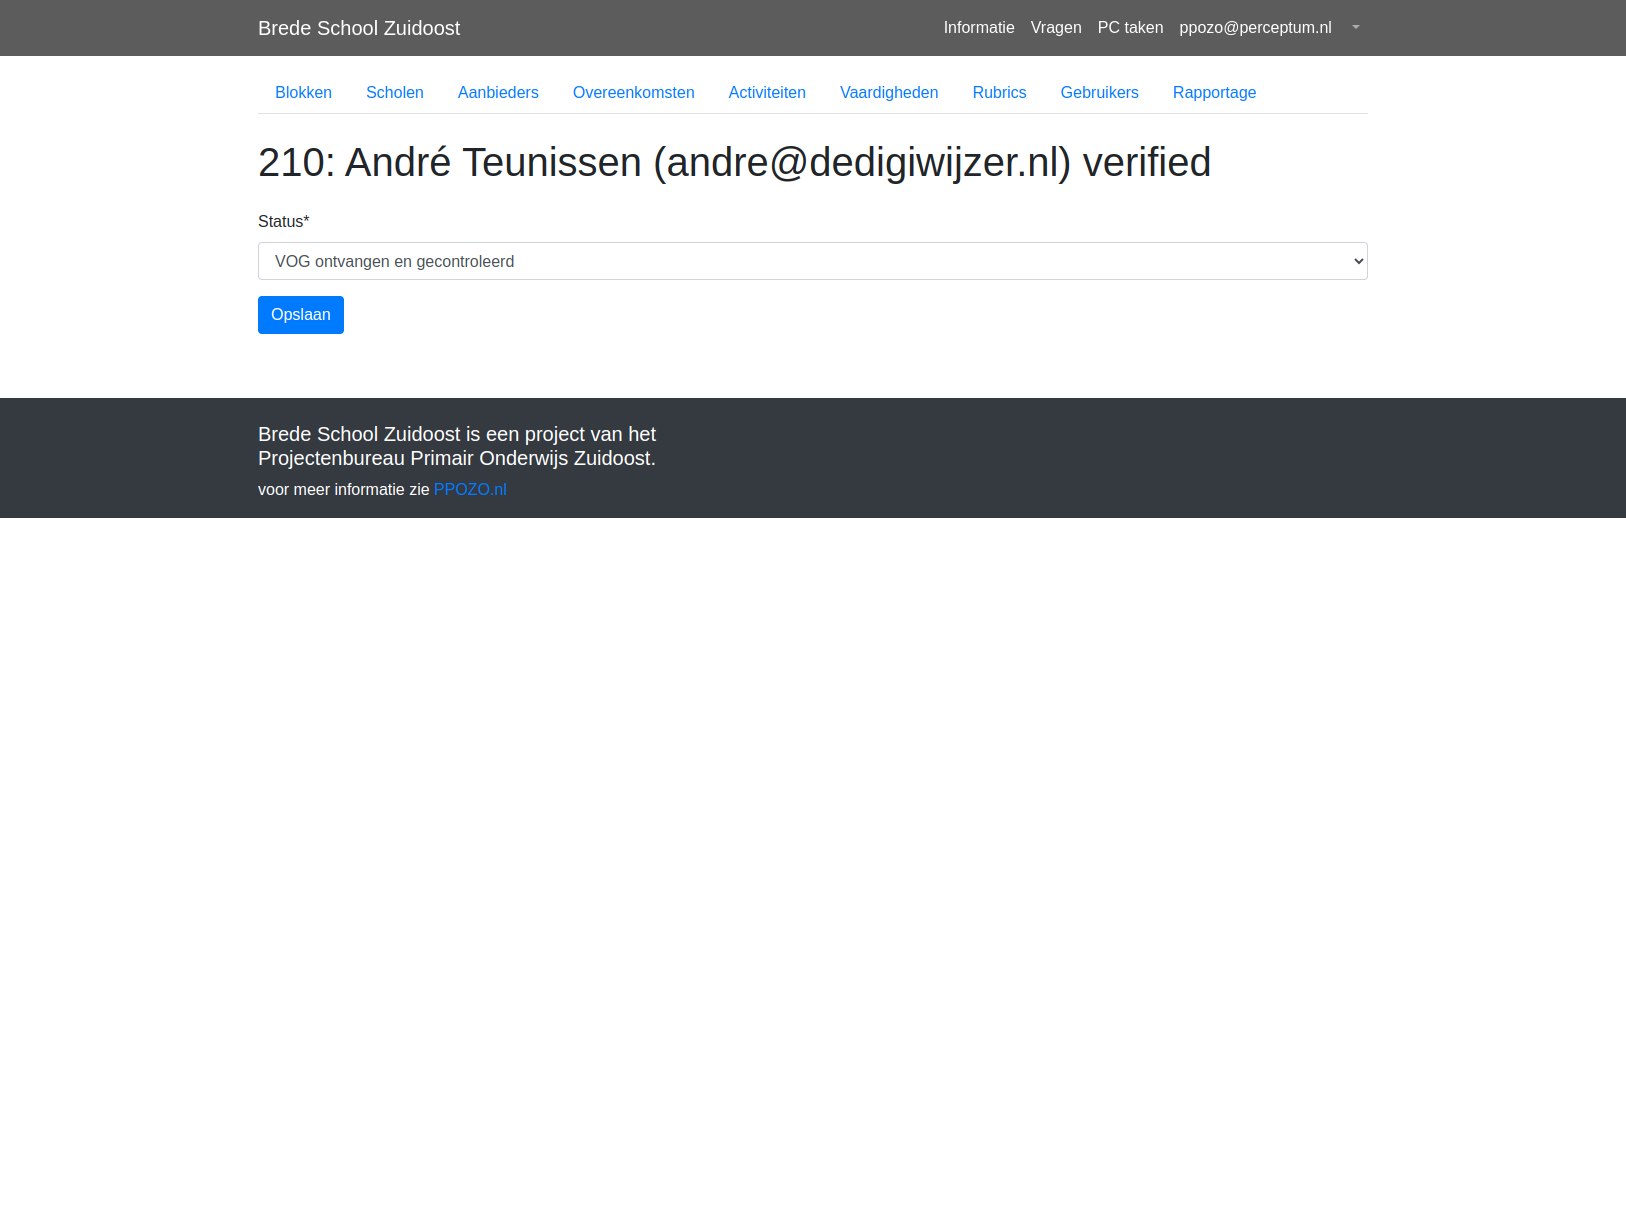 Brede School Zuidoost
Informatie Vragen PC taken ppozo@perceptum.nl
Blokken Scholen Aanbieders Overeenkomsten Activiteiten Vaardigheden Rubrics Gebruikers Rapportage
210: André Teunissen (andre@dedigiwijzer.nl) verified
Status*
VOG ontvangen en gecontroleerd
Opslaan
Brede School Zuidoost is een project van het
Projectenbureau Primair Onderwijs Zuidoost.
voor meer informatie zie PPOZO.nl